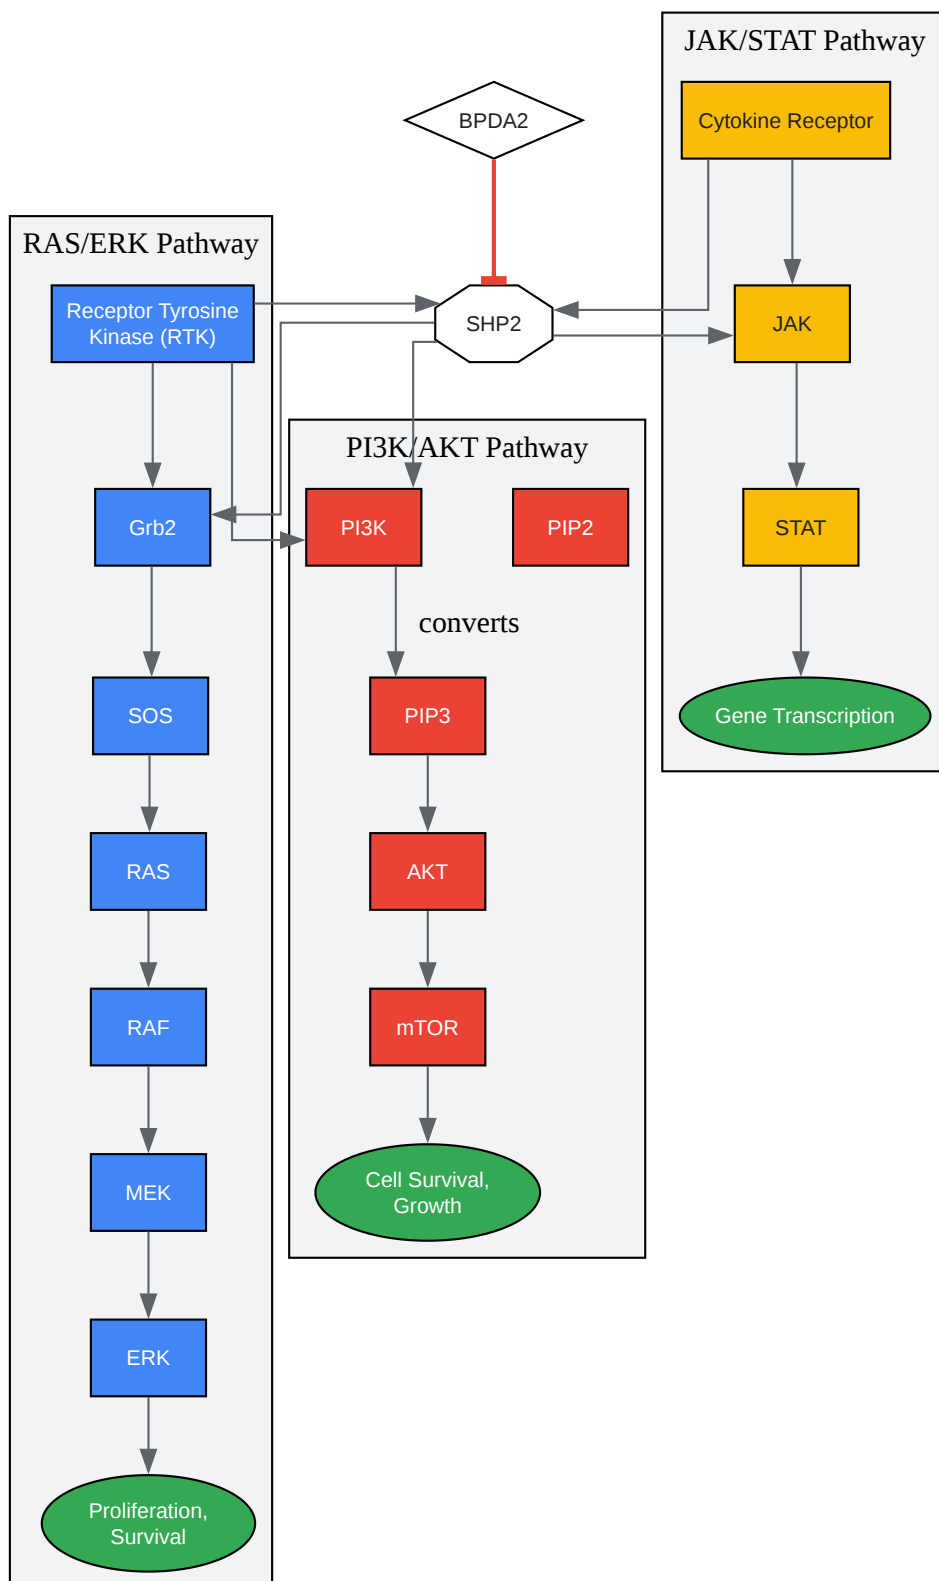 JAK/STAT Pathway
BPDA2
Cytokine Receptor
RAS/ERK Pathway
Receptor Tyrosine
Kinase (RTK)
SHP2
JAK
PI3K/AKT Pathway
Grb2
PI3K
PIP2
STAT
converts
SOS
PIP3
Gene Transcription
RAS
AKT
RAF
mTOR
MEK
Cell Survival,
Growth
ERK
Proliferation,
Survival